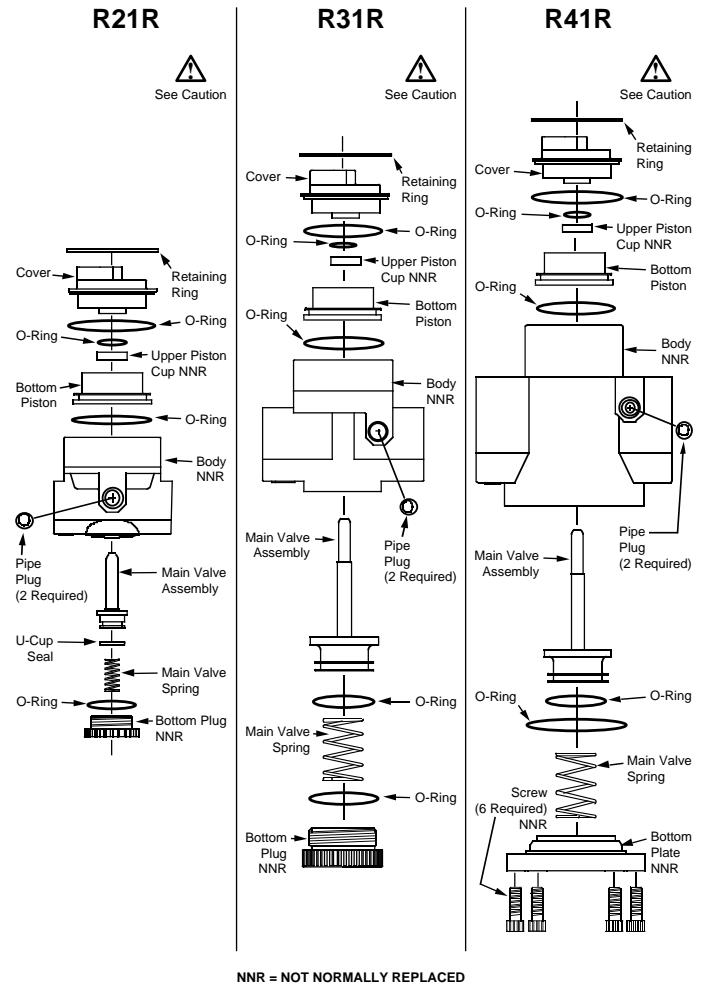 R21R
See Caution
Cover
Retaining
Ring
O-Ring
O-Ring
Upper Piston
Cup NNR
Bottom
Piston
O-Ring
Body
NNR
Pipe
Plug
(2 Required)
Main Valve
Assembly
U-Cup
Seal
Main Valve
Spring
O-Ring
Bottom Plug
NNR
R31R
See Caution
Cover
Retaining
Ring
O-Ring
O-Ring
Upper Piston
Cup NNR
Bottom
Piston
O-Ring
Body
NNR
Main Valve
Assembly
Pipe
Plug
(2 Required)
O-Ring
Main Valve
Spring
O-Ring
Bottom
Plug
NNR
R41R
See Caution
Retaining
Ring
Cover
O-Ring
O-Ring
Upper Piston
Cup NNR
Bottom
Piston
O-Ring
Body
NNR
Pipe
Plug
(2 Required)
Main Valve
Assembly
O-Ring
O-Ring
Main Valve
Spring
Screw
(6 Required)
NNR
Bottom
Plate
NNR
NNR = NOT NORMALLY REPLACED